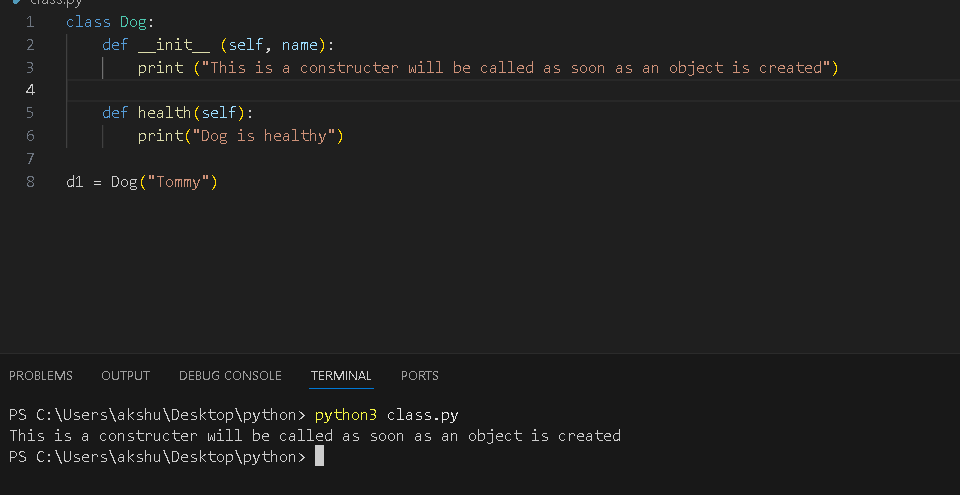 class.py
1 class Dog:
2     def __init__ (self, name):
3         print ("This is a constructer will be called as soon as an object is created")
4
5     def health(self):
6         print("Dog is healthy")
7
8 d1 = Dog("Tommy")
PROBLEMS OUTPUT DEBUG CONSOLE TERMINAL PORTS
PS C:\Users\akshu\Desktop\python> python3 class.py
This is a constructer will be called as soon as an object is created
PS C:\Users\akshu\Desktop\python>